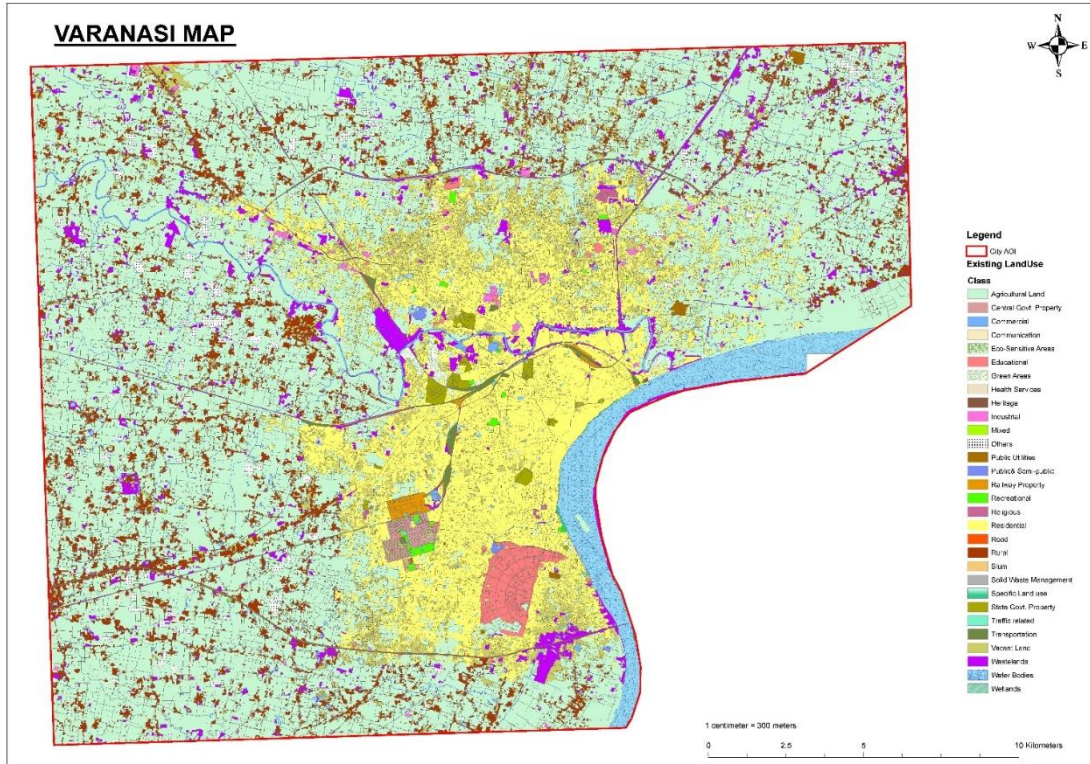 VARANASI MAP
N
W E
S
Legend
City AOI
Existing LandUse
Class
Agricultural Land
Central Govt. Property
Commercial
Communication
Eco-Sensitive Areas
Educational
Green Areas
Health Services
Heritage
Industrial
Mixed
Others
Public Utilities
Public& Semi-public
Railway Property
Recreational
Religious
Residential
Road
Rural
Slum
Solid Waste Management
Specific Land use
State Govt. Property
Traffic related
Transportation
Vacant Land
Wastelands
Water Bodies
Wetlands
1 centimeter = 300 meters
0 2.5 5 10 Kilometers